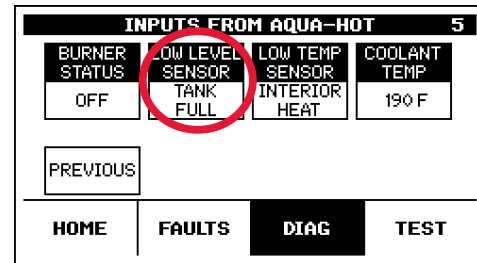 INPUTS FROM AQUA-HOT 5
BURNER STATUS
OFF
LOW LEVEL SENSOR
TANK FULL
LOW TEMP SENSOR
INTERIOR HEAT
COOLANT TEMP
190 F
PREVIOUS
HOME FAULTS DIAG TEST